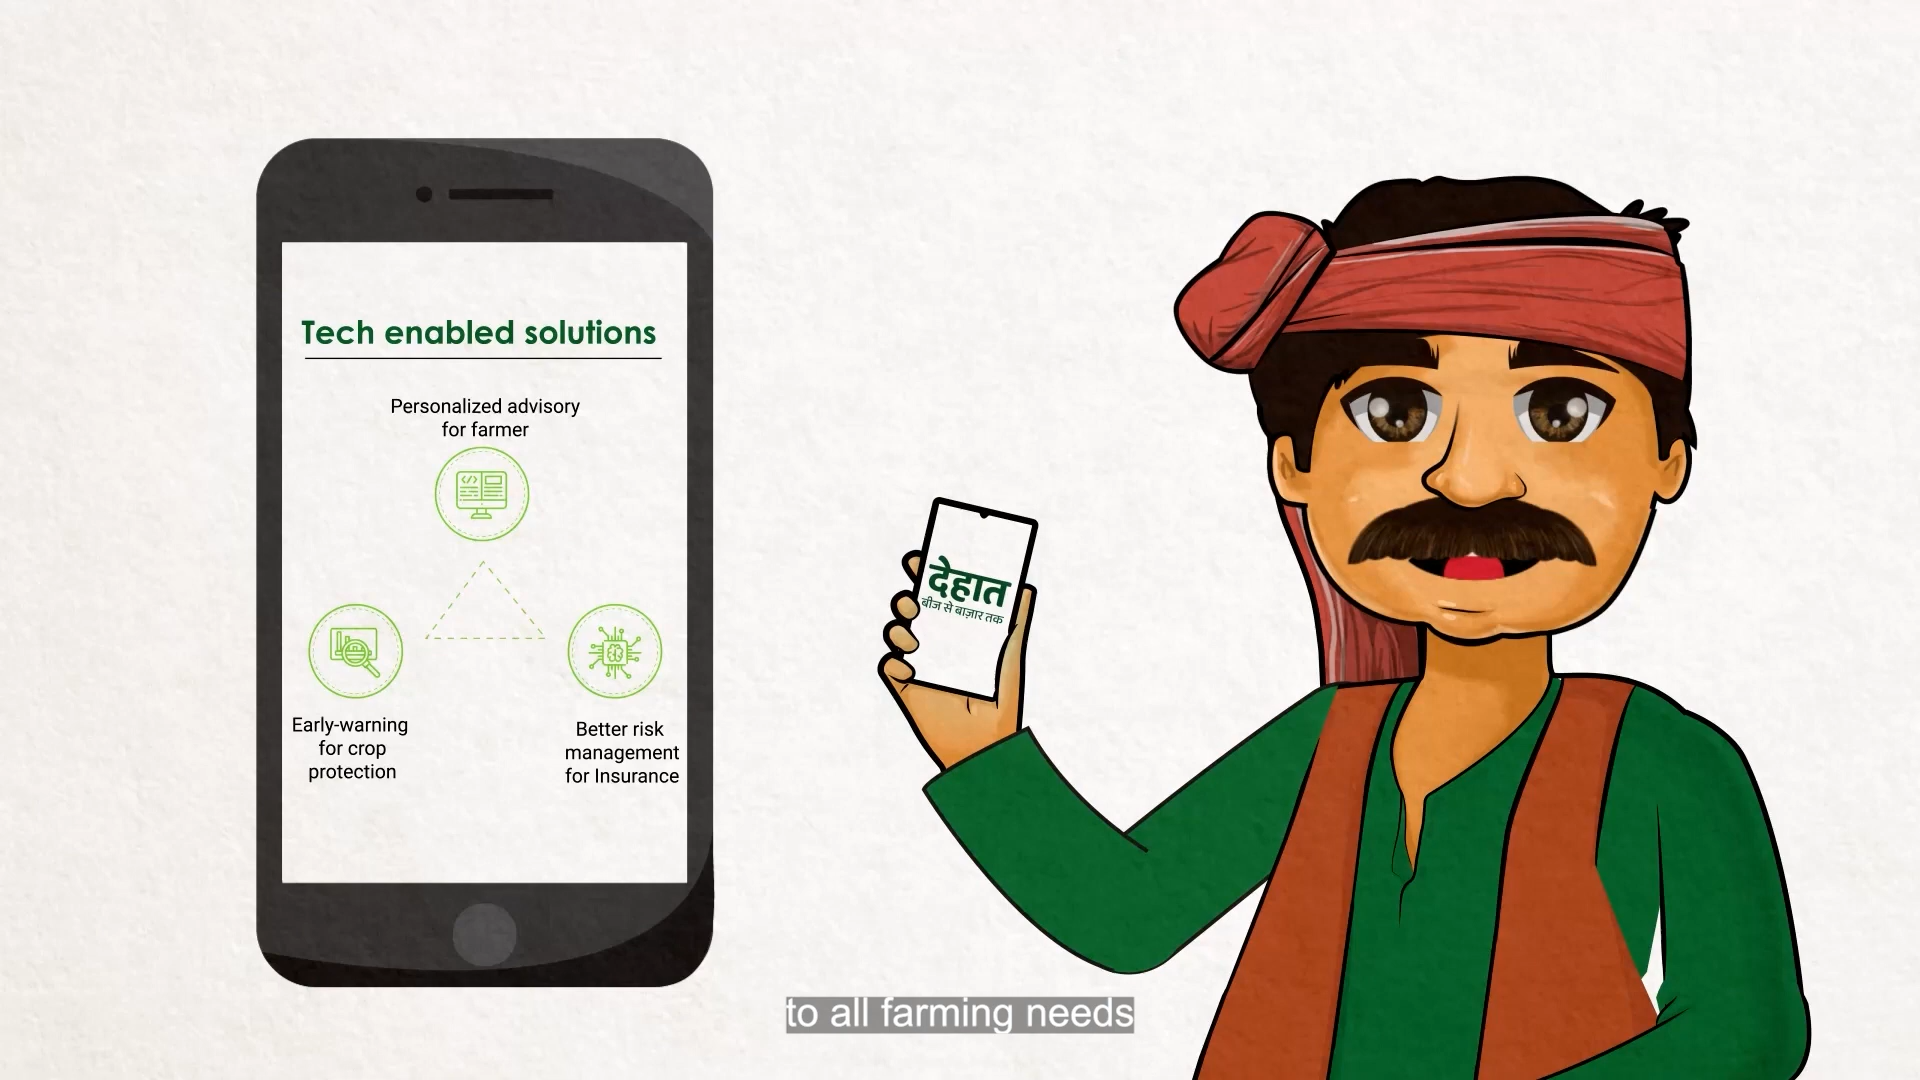 Tech enabled solutions
Personalized advisory
for farmer
Early-warning
for crop
protection
Better risk
management
for Insurance
देहात
बीज से बाज़ार तक
to all farming needs